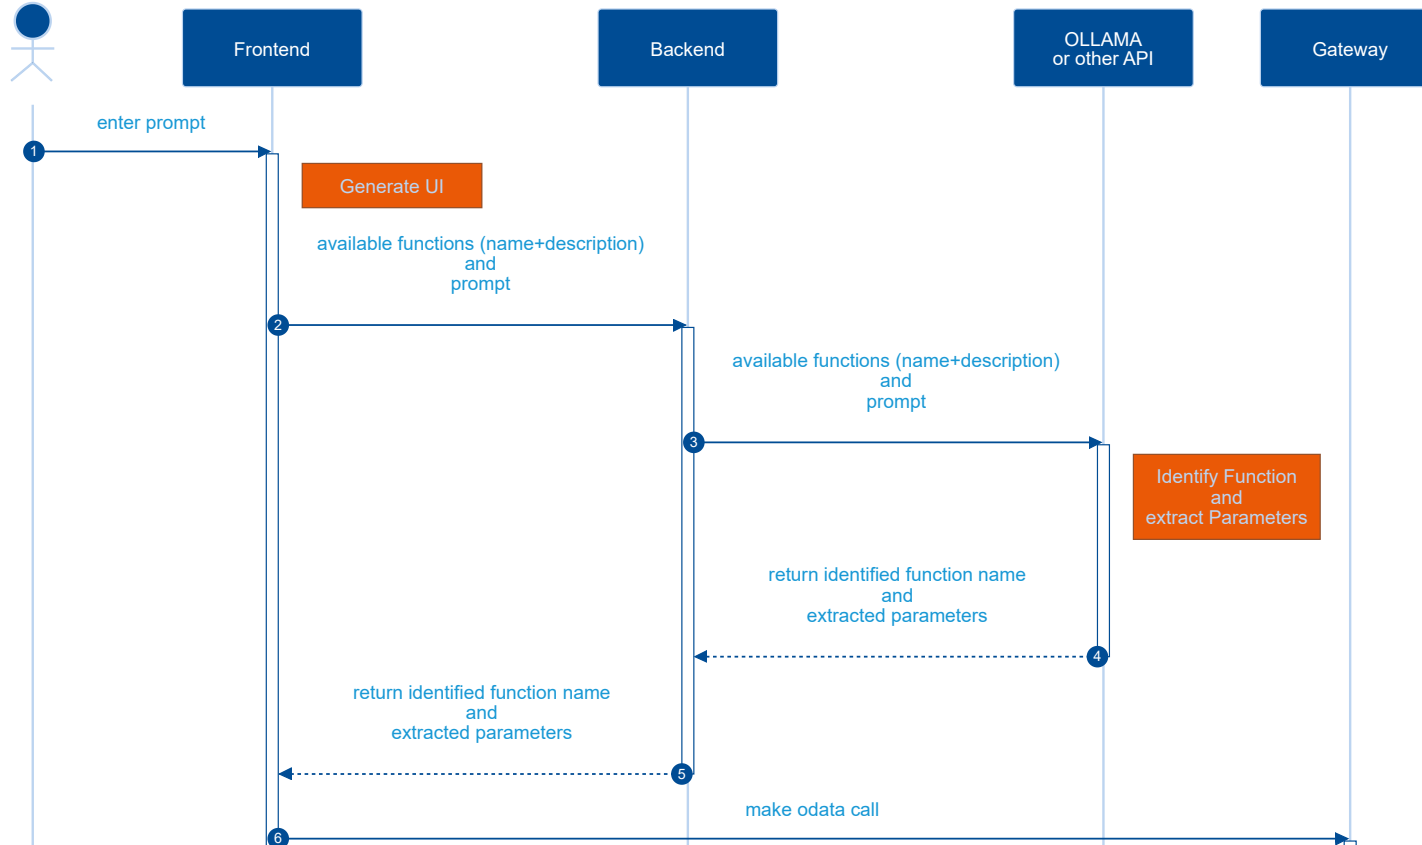 Frontend
Backend
OLLAMA
or other API
Gateway
enter prompt
1
Generate UI
available functions (name+description)
and
prompt
2
available functions (name+description)
and
prompt
3
Identify Function
and
extract Parameters
return identified function name
and
extracted parameters
4
return identified function name
and
extracted parameters
5
make odata call
6